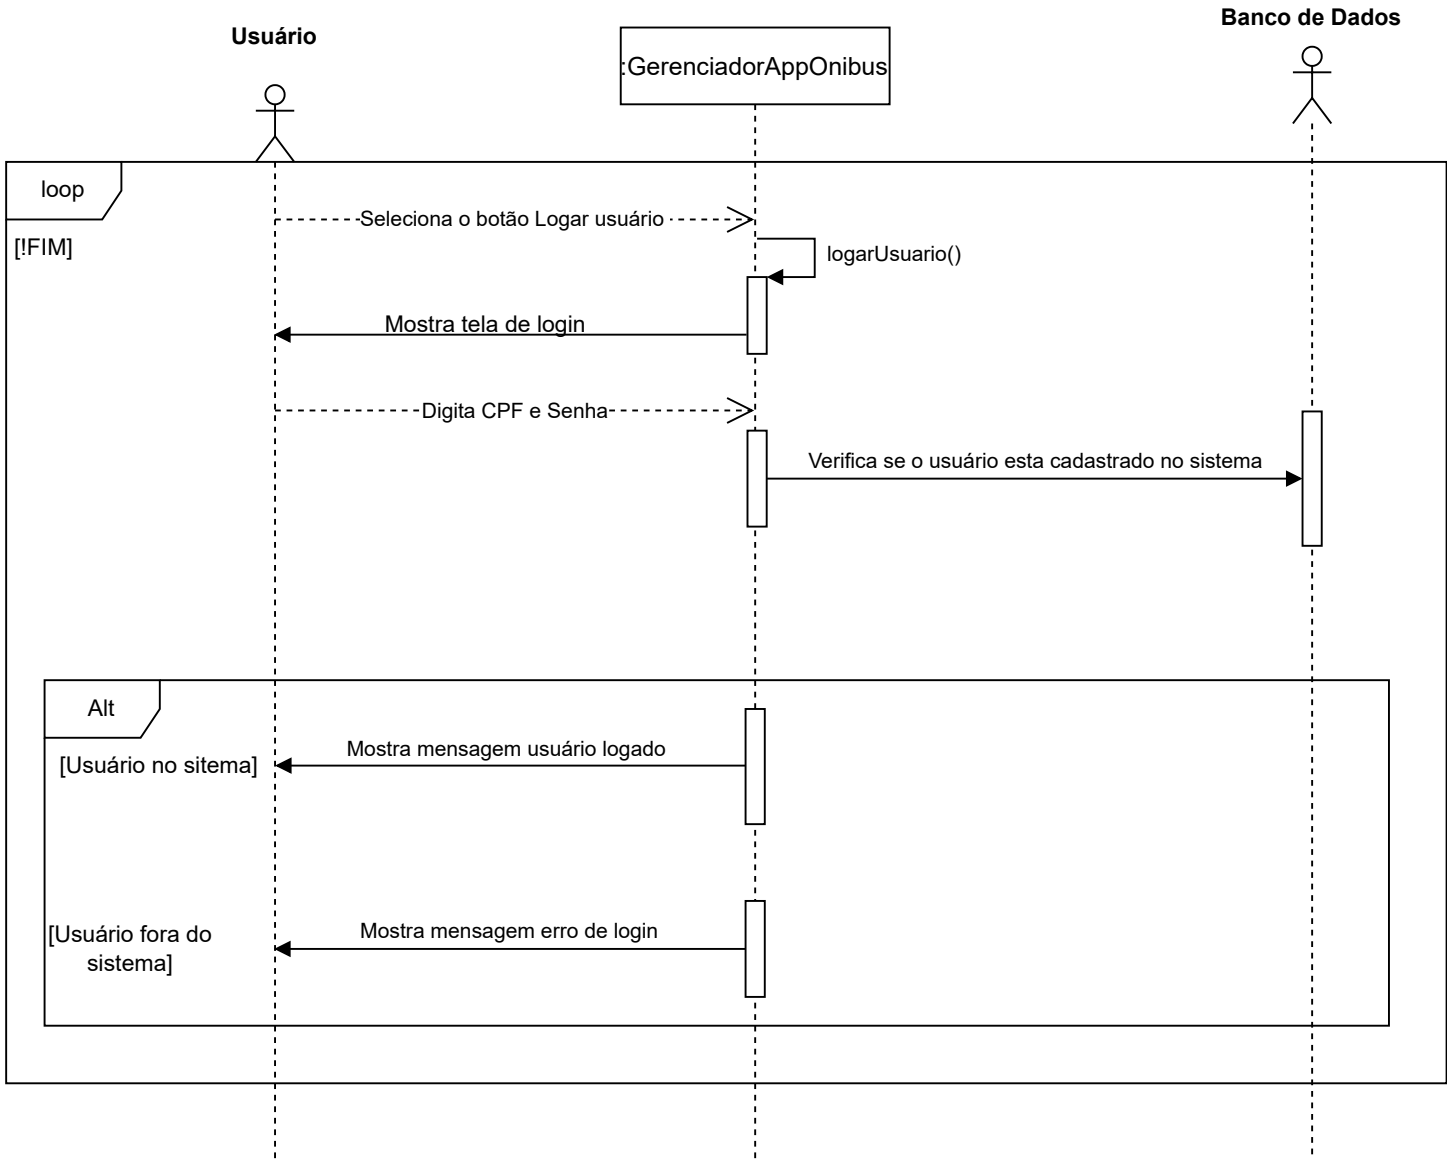 Banco de Dados
Usuário
:GerenciadorAppOnibus
loop
[!FIM]
Seleciona o botão Logar usuário
logarUsuario()
Mostra tela de login
Digita CPF e Senha
Verifica se o usuário esta cadastrado no sistema
Alt
[Usuário no sitema]
Mostra mensagem usuário logado
[Usuário fora do
sistema]
Mostra mensagem erro de login